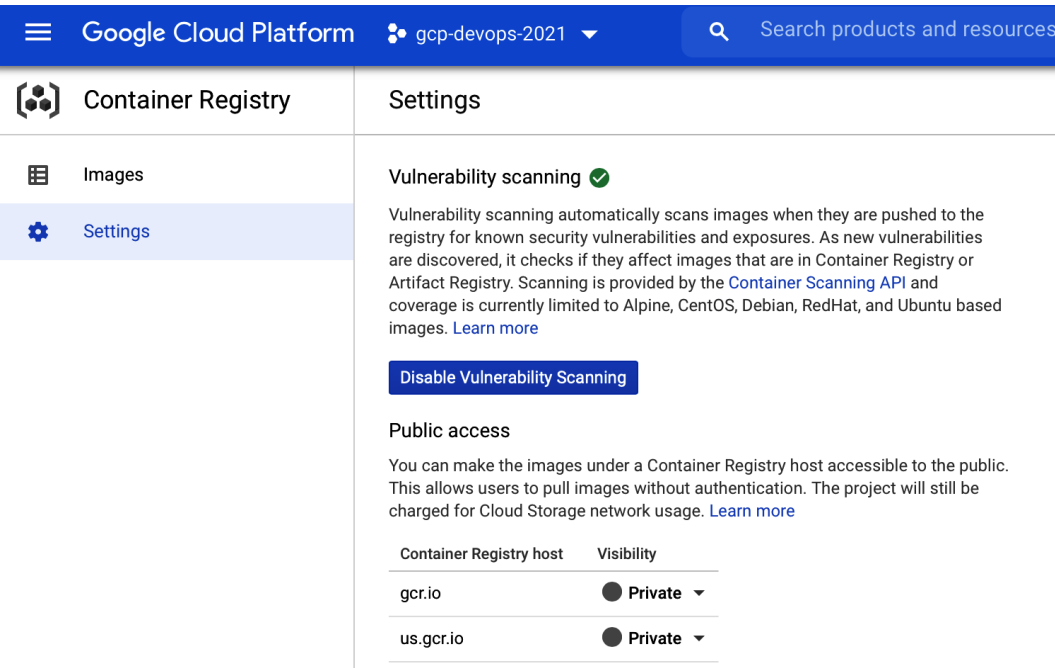 Google Cloud Platform
gcp-devops-2021
Search products and resources
Container Registry
Settings
Images
Settings
Vulnerability scanning
Vulnerability scanning automatically scans images when they are pushed to the
registry for known security vulnerabilities and exposures. As new vulnerabilities
are discovered, it checks if they affect images that are in Container Registry or
Artifact Registry. Scanning is provided by the Container Scanning API and
coverage is currently limited to Alpine, CentOS, Debian, RedHat, and Ubuntu based
images. Learn more
Disable Vulnerability Scanning
Public access
You can make the images under a Container Registry host accessible to the public.
This allows users to pull images without authentication. The project will still be
charged for Cloud Storage network usage. Learn more
Container Registry host Visibility
gcr.io Private
us.gcr.io Private